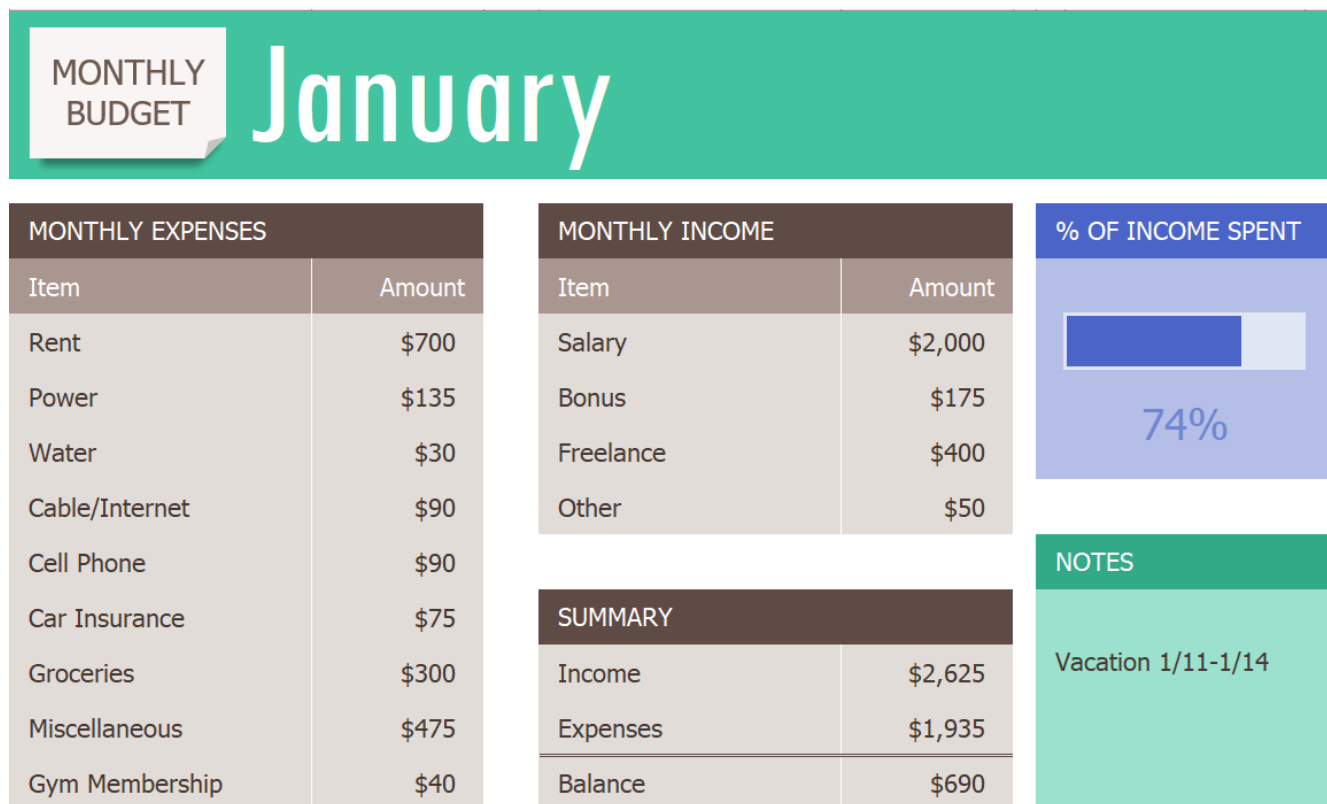 MONTHLY
BUDGET
January
MONTHLY EXPENSES
Item Amount
Rent $700
Power $135
Water $30
Cable/Internet $90
Cell Phone $90
Car Insurance $75
Groceries $300
Miscellaneous $475
Gym Membership $40
MONTHLY INCOME
Item Amount
Salary $2,000
Bonus $175
Freelance $400
Other $50
SUMMARY
Income $2,625
Expenses $1,935
Balance $690
% OF INCOME SPENT
74%
NOTES
Vacation 1/11-1/14